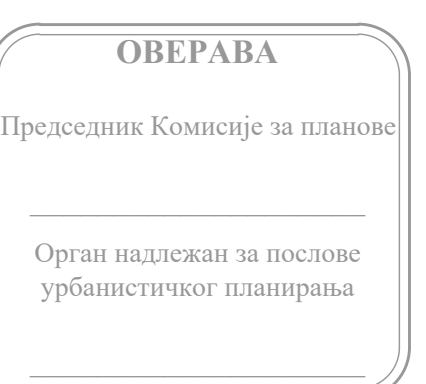 ОВЕРАВА
Председник Комисије за планове
Орган надлежан за послове
урбанистичког планирања